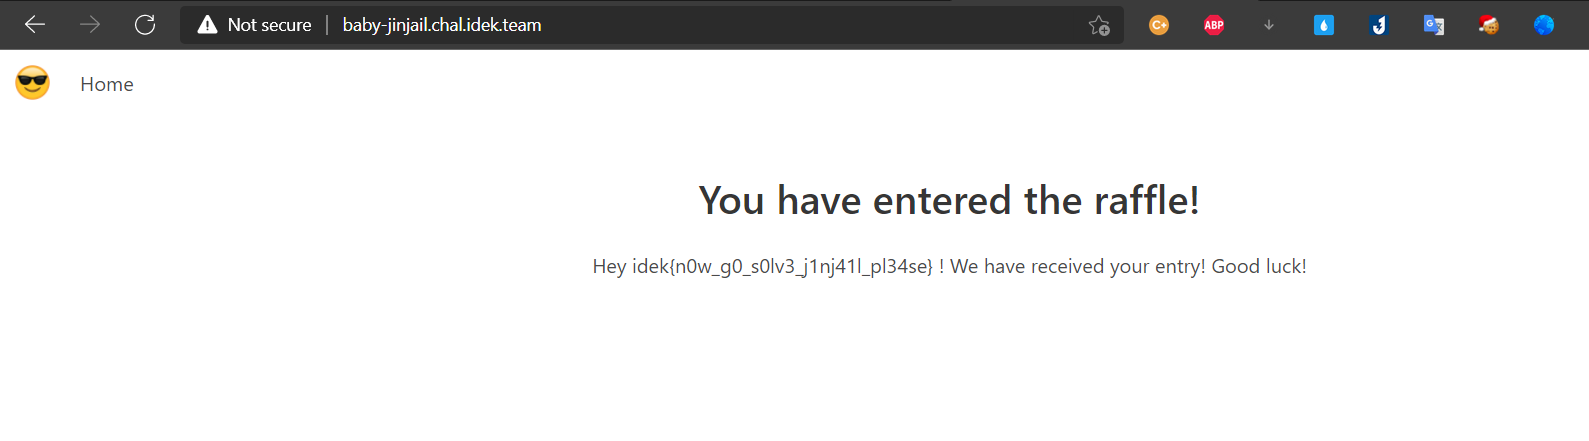 Not secure | baby-jinjail.chal.idek.team
C+ ABP G
Home
You have entered the raffle!
Hey idek{n0w_g0_s0lv3_j1nj41l_pl34se} ! We have received your entry! Good luck!